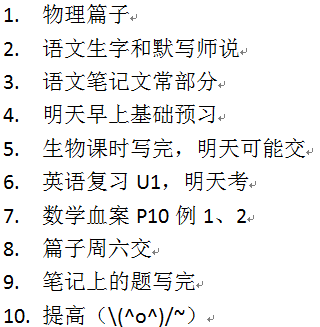 1. 物理篇子
2. 语文生字和默写师说
3. 语文笔记文常部分
4. 明天早上基础预习
5. 生物课时写完，明天可能交
6. 英语复习 U1，明天考
7. 数学血案 P10 例 1、2
8. 篇子周六交
9. 笔记上的题写完
10. 提高（\(^o^)/~）